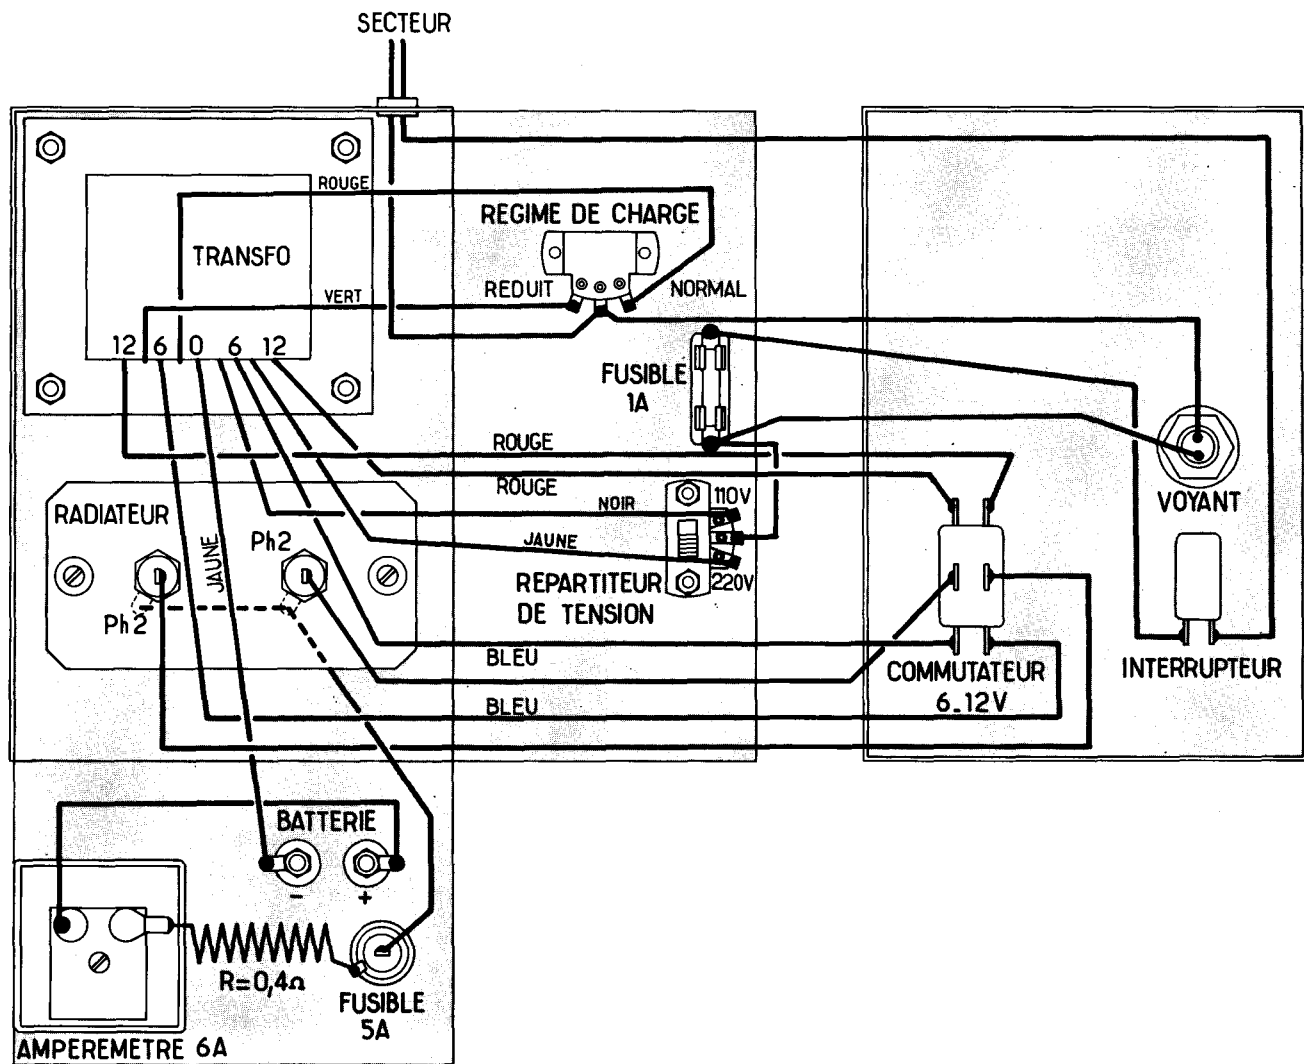 SECTEUR
ROUGE
REGIME DE CHARGE
TRANSFO
VERT
REDUIT
NORMAL
12 6 0 6 12
FUSIBLE
1A
ROUGE
ROUGE
110V
VOYANT
NOIR
RADIATEUR
Ph2
JAUNE
JAUNE
REPARTITEUR
DE TENSION
220V
Ph2
BLEU
COMMUTATEUR
6_12V
INTERRUPTEUR
BLEU
BATTERIE
- +
R=0,4Ω
FUSIBLE
5A
AMPEREMETRE 6A